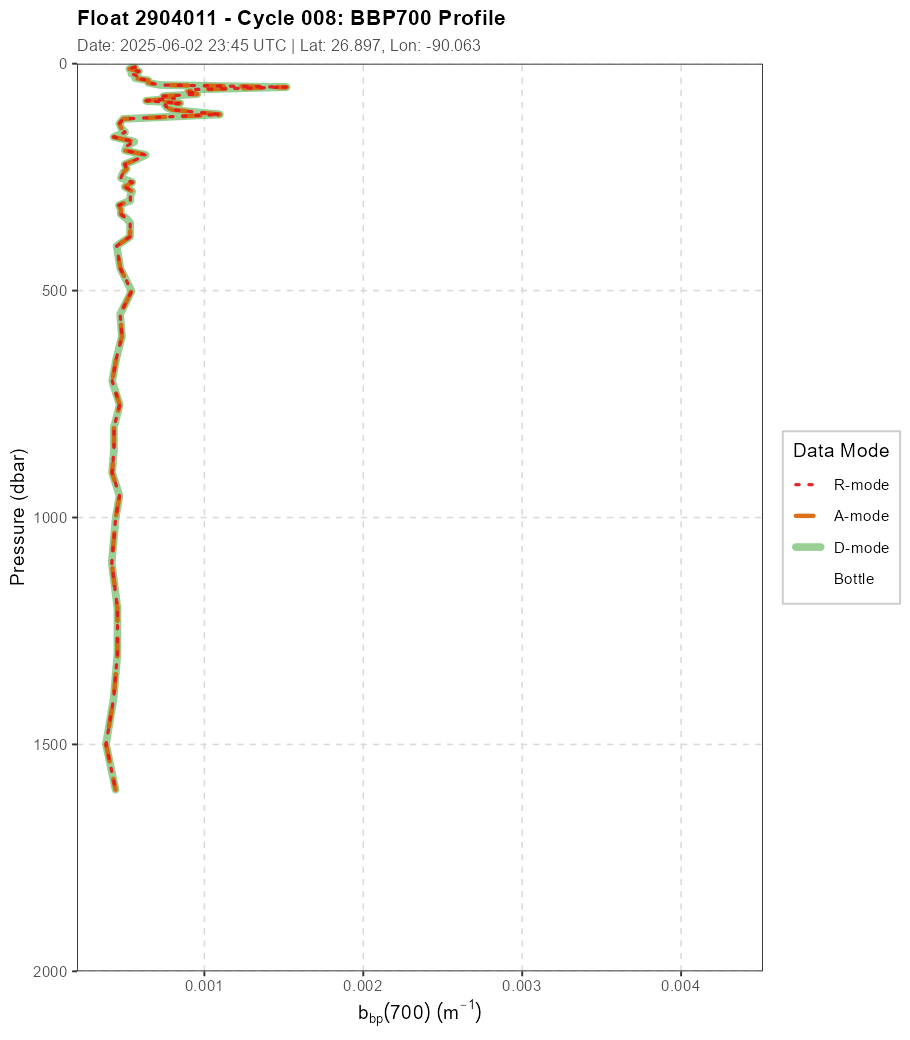 Float 2904011 - Cycle 008: BBP700 Profile
Date: 2025-06-02 23:45 UTC | Lat: 26.897, Lon: -90.063
0
500
1000
1500
2000
Pressure (dbar)
0.001 0.002 0.003 0.004
b_bp(700) (m⁻¹)
Data Mode
R-mode
A-mode
D-mode
Bottle